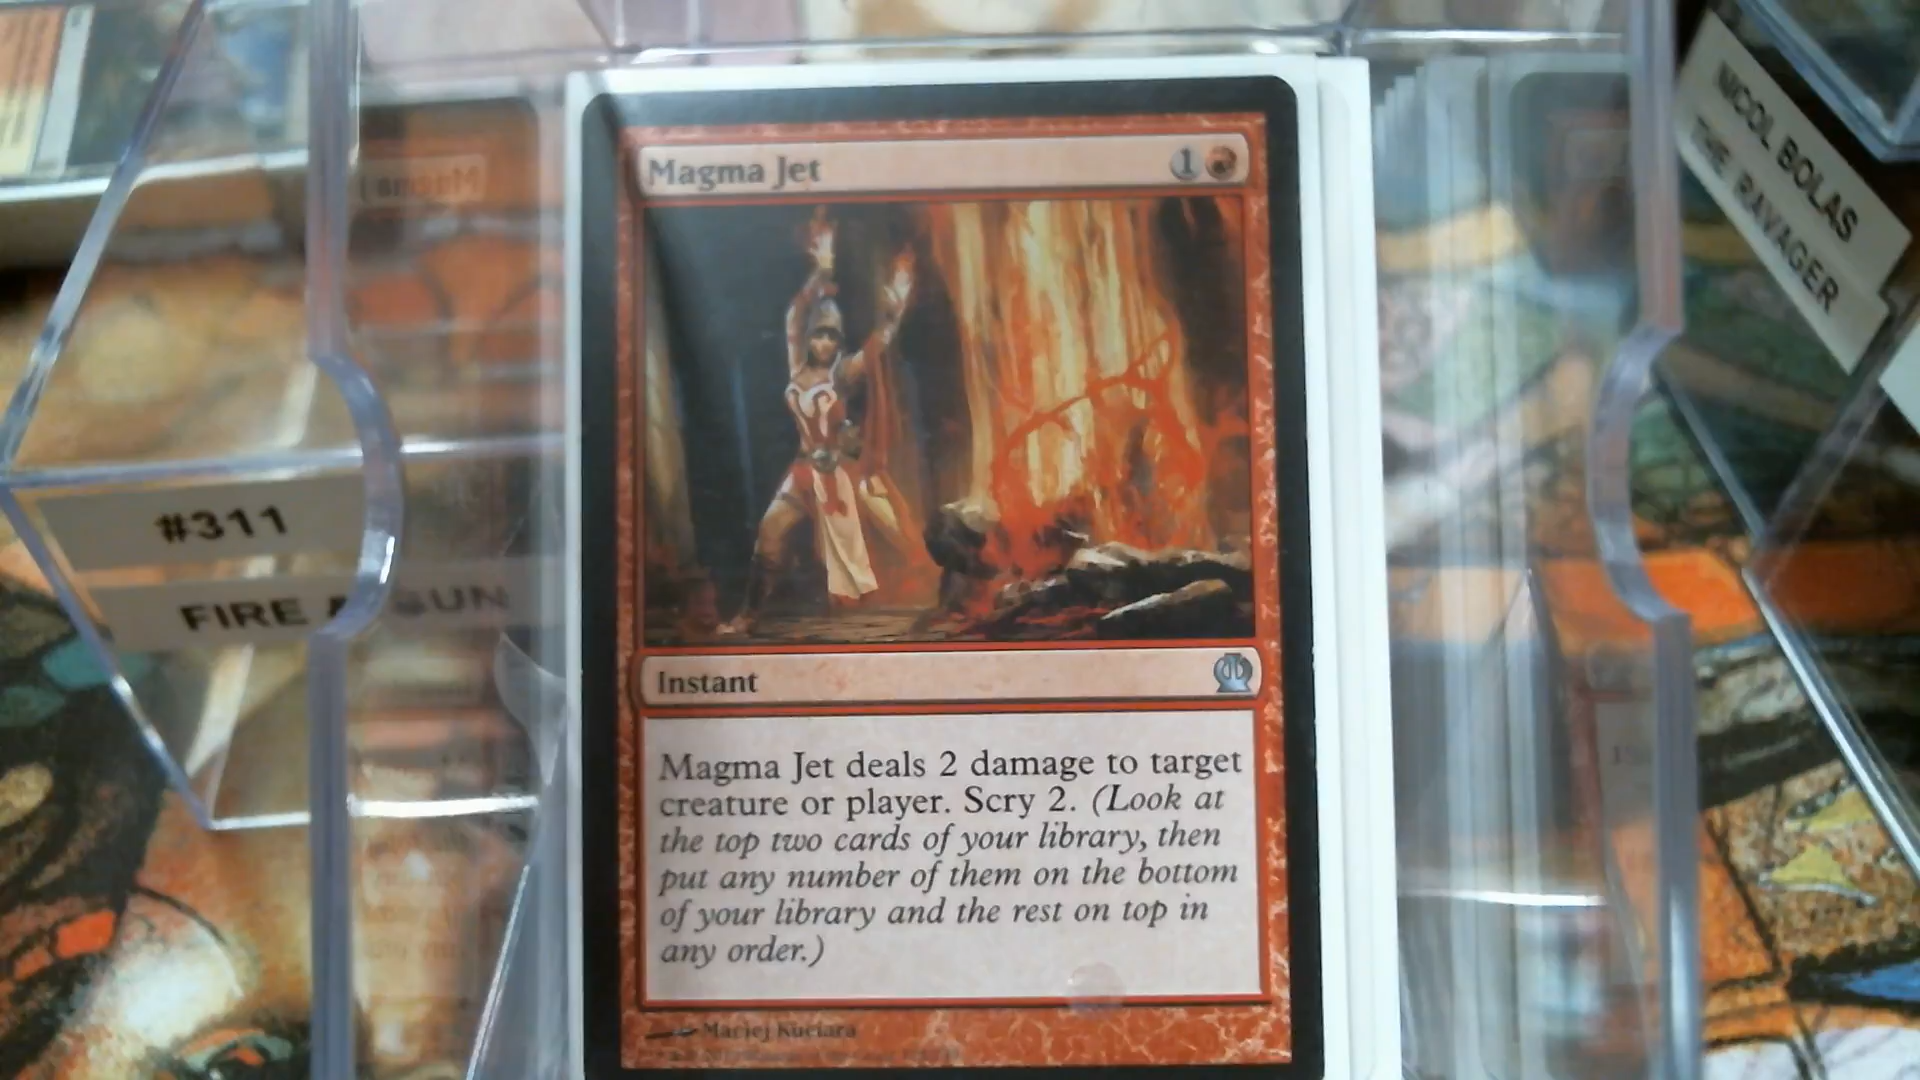 Magma Jet 1
Instant
Magma Jet deals 2 damage to target
creature or player. Scry 2. (Look at
the top two cards of your library, then
put any number of them on the bottom
of your library and the rest on top in
any order.)
Maciej Kuciara
#311
FIRE A GUN
NICOL BOLAS
THE RAVAGER